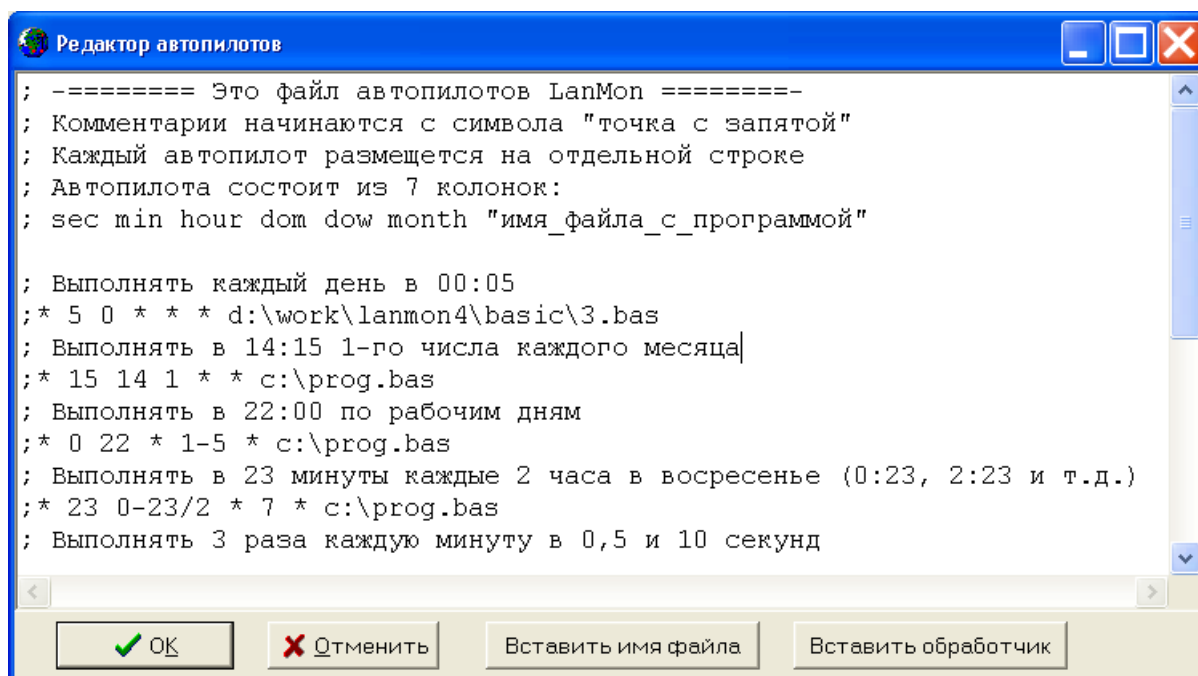 Редактор автопилотов
; -======== Это файл автопилотов LanMon ========-
; Комментарии начинаются с символа "точка с запятой"
; Каждый автопилот размещется на отдельной строке
; Автопилота состоит из 7 колонок:
; sec min hour dom dow month "имя_файла_с_программой"
; Выполнять каждый день в 00:05
;* 5 0 * * * d:\work\lanmon4\basic\3.bas
; Выполнять в 14:15 1-го числа каждого месяца
;* 15 14 1 * * c:\prog.bas
; Выполнять в 22:00 по рабочим дням
;* 0 22 * 1-5 * c:\prog.bas
; Выполнять в 23 минуты каждые 2 часа в восресенье (0:23, 2:23 и т.д.)
;* 23 0-23/2 * 7 * c:\prog.bas
; Выполнять 3 раза каждую минуту в 0,5 и 10 секунд
OK Отменить Вставить имя файла Вставить обработчик